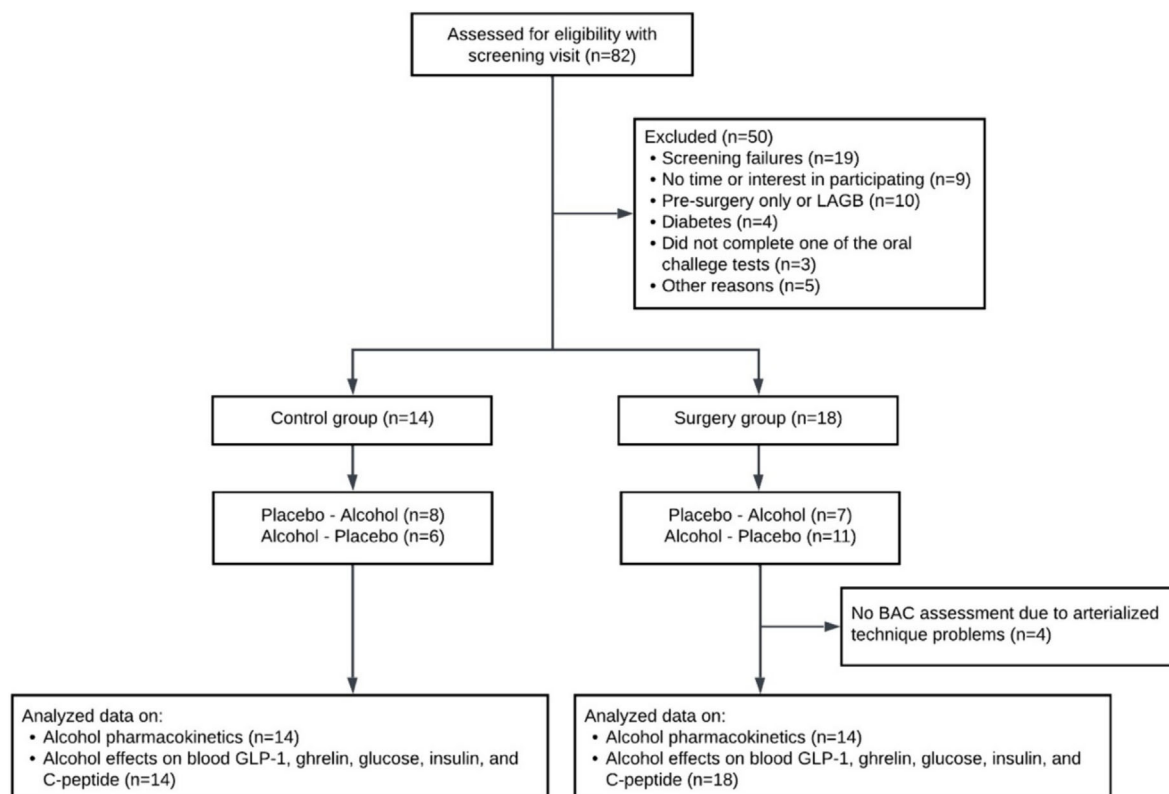 Assessed for eligibility with
screening visit (n=82)
Excluded (n=50)
• Screening failures (n=19)
• No time or interest in participating (n=9)
• Pre-surgery only or LAGB (n=10)
• Diabetes (n=4)
• Did not complete one of the oral
challege tests (n=3)
• Other reasons (n=5)
Control group (n=14)
Surgery group (n=18)
Placebo - Alcohol (n=8)
Alcohol - Placebo (n=6)
Placebo - Alcohol (n=7)
Alcohol - Placebo (n=11)
No BAC assessment due to arterialized
technique problems (n=4)
Analyzed data on:
• Alcohol pharmacokinetics (n=14)
• Alcohol effects on blood GLP-1, ghrelin, glucose, insulin, and
C-peptide (n=14)
Analyzed data on:
• Alcohol pharmacokinetics (n=14)
• Alcohol effects on blood GLP-1, ghrelin, glucose, insulin, and
C-peptide (n=18)